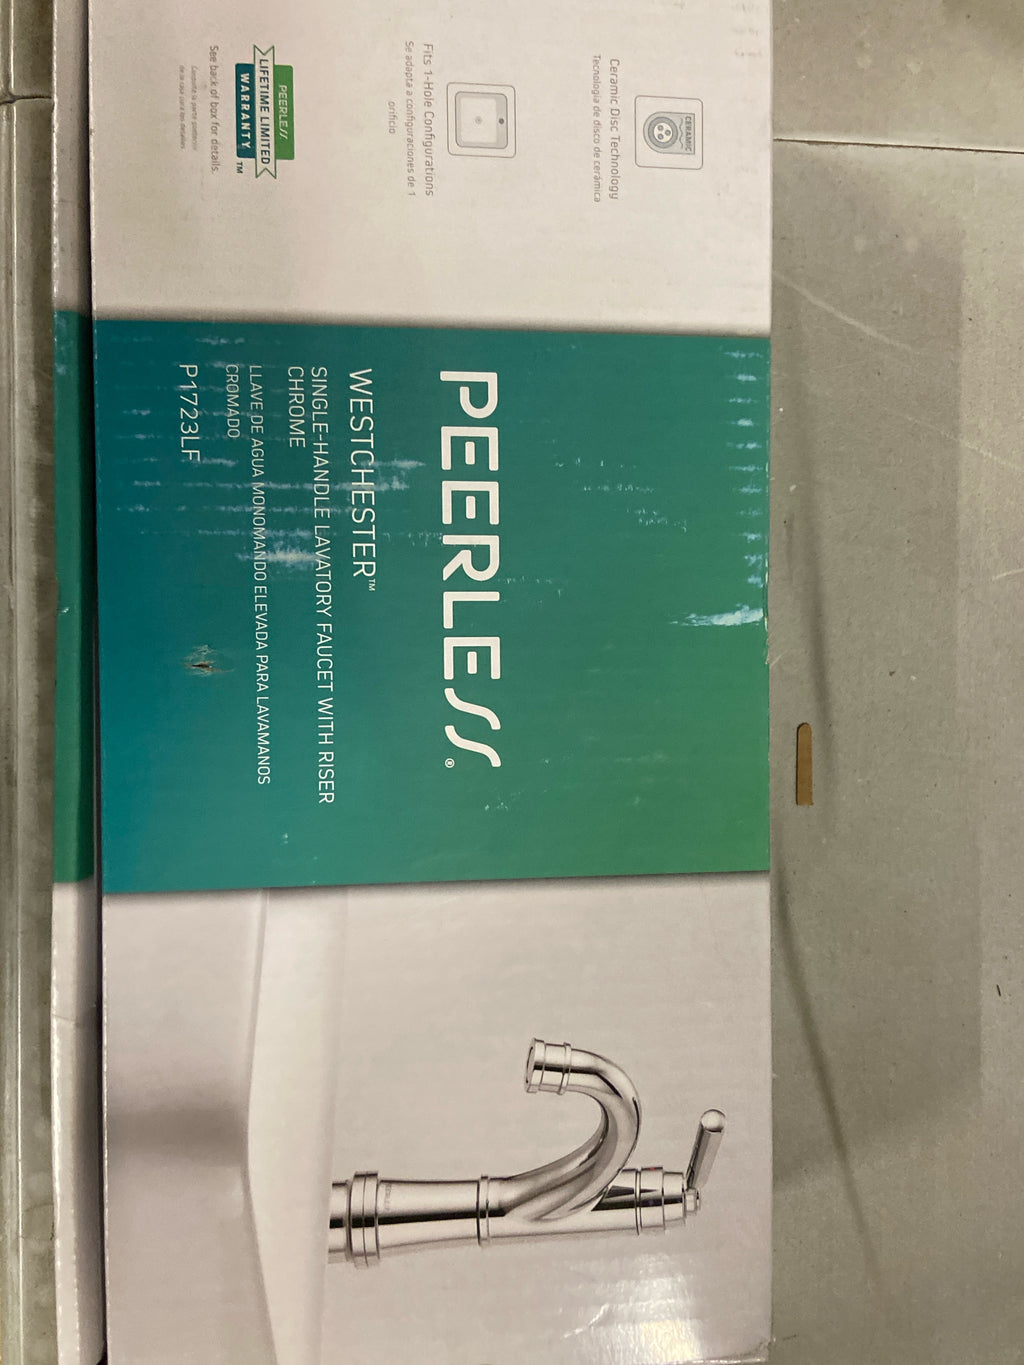 Ceramic Disc Technology
Tecnología de disco de cerámica
CERAMIC
Fits 1-Hole Configurations
Se adapta a configuraciones de 1
orificio
PEERLESS
LIFETIME LIMITED
WARRANTY ™
See back of box for details.
PEERLESS®
WESTCHESTER™
SINGLE-HANDLE LAVATORY FAUCET WITH RISER
CHROME
LLAVE DE AGUA MONOMANDO ELEVADA PARA LAVAMANOS
CROMADO
P1723LF